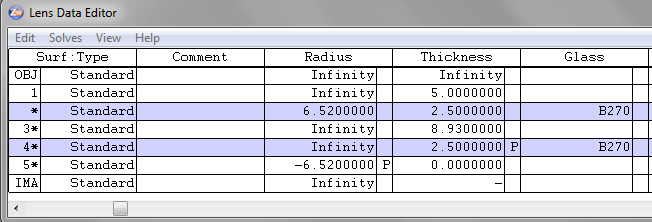 Lens Data Editor
Edit Solves View Help
Surf:Type Comment Radius Thickness Glass
OBJ Standard Infinity Infinity
1 Standard Infinity 5.0000000
* Standard 6.5200000 2.5000000 B270
3* Standard Infinity 8.9300000
4* Standard Infinity 2.5000000 P B270
5* Standard -6.5200000 P 0.0000000
IMA Standard Infinity -